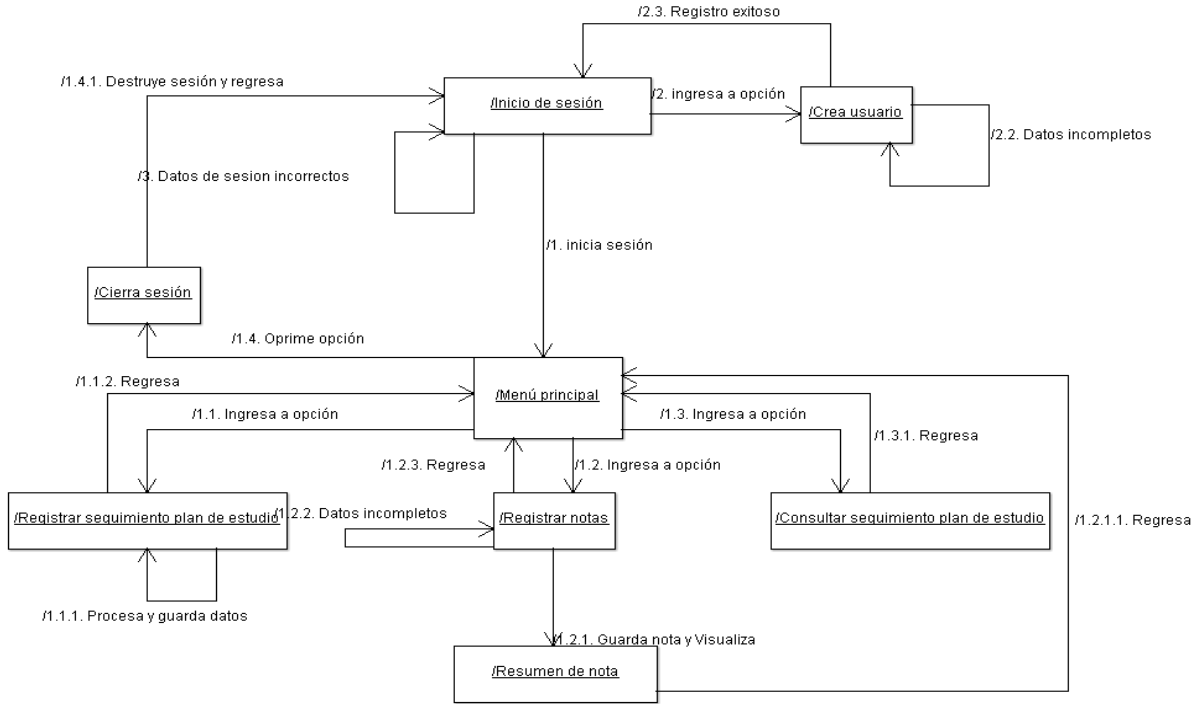 /2.3. Registro exitoso
/1.4.1. Destruye sesión y regresa
/Inicio de sesión
/2. ingresa a opción
/Crea usuario
/2.2. Datos incompletos
/3. Datos de sesion incorrectos
/1. inicia sesión
/Cierra sesión
/1.4. Oprime opción
/1.1.2. Regresa
/Menú principal
/1.1. Ingresa a opción
/1.3. Ingresa a opción
/1.3.1. Regresa
/1.2.3. Regresa
/1.2. Ingresa a opción
/Registrar seguimiento plan de estudio
/1.2.2. Datos incompletos
/Registrar notas
/Consultar seguimiento plan de estudio
/1.2.1.1. Regresa
/1.1.1. Procesa y guarda datos
/1.2.1. Guarda nota y Visualiza
/Resumen de nota